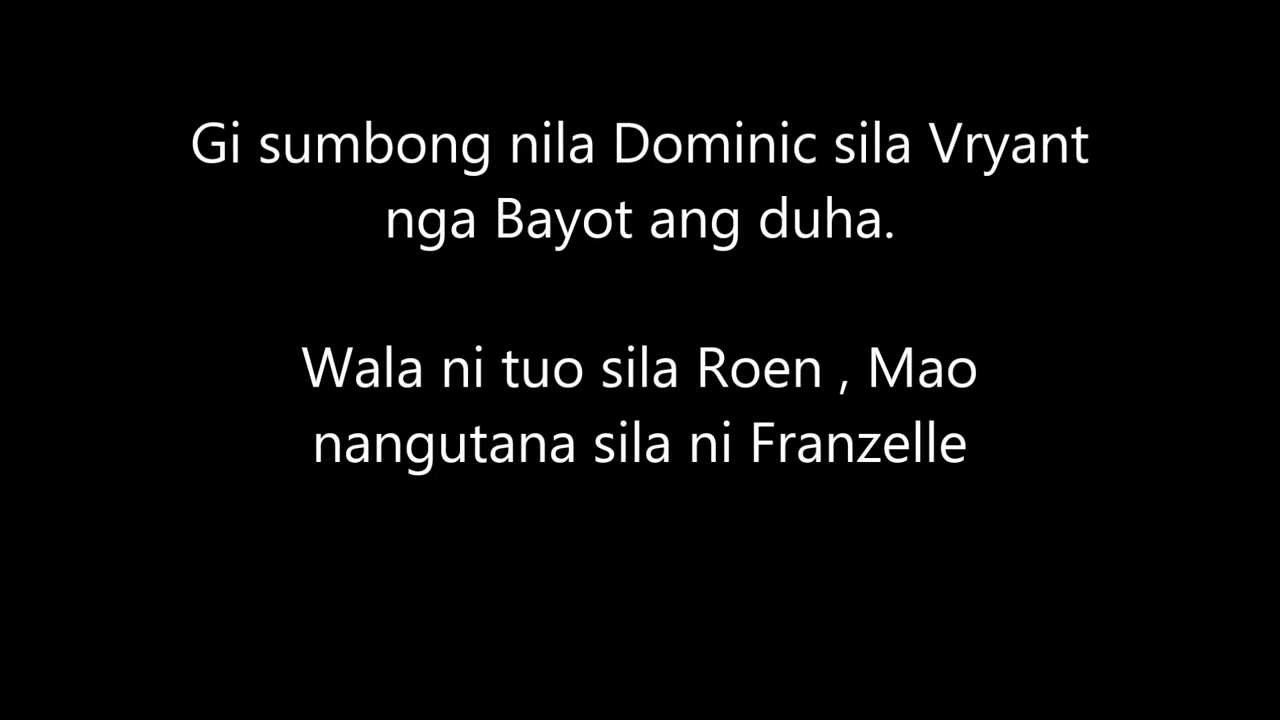 Gi sumbong nila Dominic sila Vryant
nga Bayot ang duha.
Wala ni tuo sila Roen , Mao
nangutana sila ni Franzelle